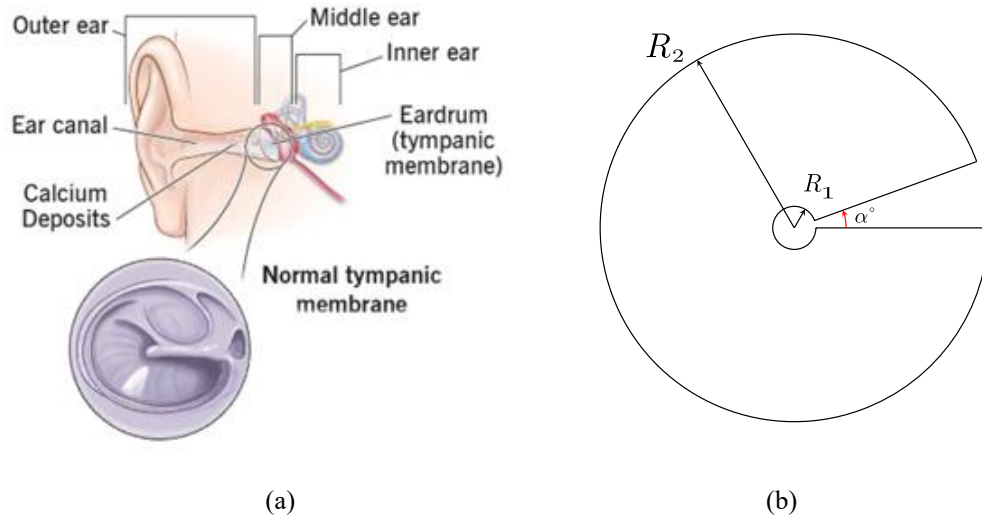 Outer ear
Middle ear
Inner ear
Ear canal
Eardrum
(tympanic
membrane)
Calcium
Deposits
Normal tympanic
membrane
(a)
R₂
R₁
α°
(b)